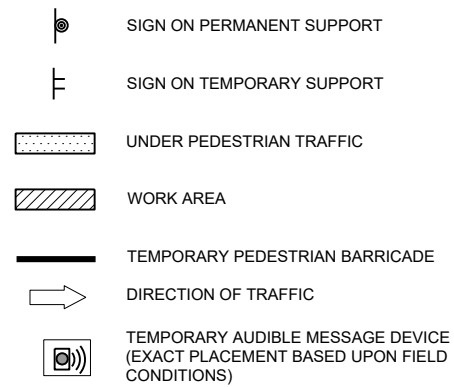 SIGN ON PERMANENT SUPPORT
SIGN ON TEMPORARY SUPPORT
UNDER PEDESTRIAN TRAFFIC
WORK AREA
TEMPORARY PEDESTRIAN BARRICADE
DIRECTION OF TRAFFIC
TEMPORARY AUDIBLE MESSAGE DEVICE
(EXACT PLACEMENT BASED UPON FIELD
CONDITIONS)